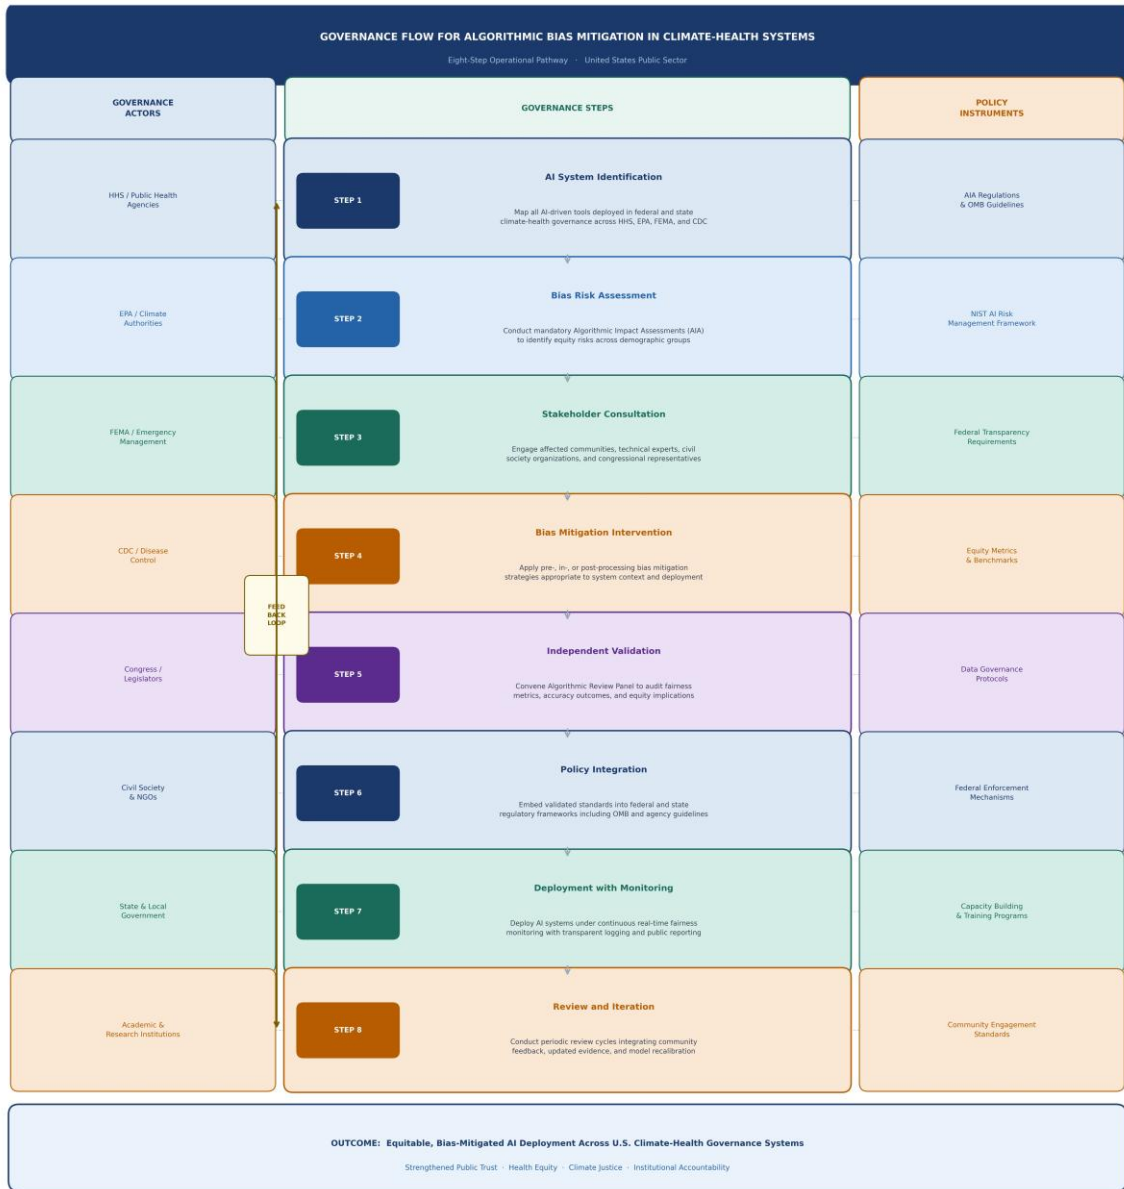 GOVERNANCE FLOW FOR ALGORITHMIC BIAS MITIGATION IN CLIMATE-HEALTH SYSTEMS
Eight-Step Operational Pathway · United States Public Sector
GOVERNANCE
ACTORS
GOVERNANCE STEPS
POLICY
INSTRUMENTS
HHS / Public Health
Agencies
STEP 1
AI System Identification
Map all AI-driven tools deployed in federal and state
climate-health governance across HHS, EPA, FEMA, and CDC
AIA Regulations
& OMB Guidelines
EPA / Climate
Authorities
STEP 2
Bias Risk Assessment
Conduct mandatory Algorithmic Impact Assessments (AIA)
to identify equity risks across demographic groups
NIST AI Risk
Management Framework
FEMA / Emergency
Management
STEP 3
Stakeholder Consultation
Engage affected communities, technical experts, civil
society organizations, and congressional representatives
Federal Transparency
Requirements
CDC / Disease
Control
STEP 4
Bias Mitigation Intervention
Apply pre-, in-, or post-processing bias mitigation
strategies appropriate to system context and deployment
Equity Metrics
& Benchmarks
FEED
BACK
LOOP
Congress /
Legislators
STEP 5
Independent Validation
Convene Algorithmic Review Panel to audit fairness
metrics, accuracy outcomes, and equity implications
Data Governance
Protocols
Civil Society
& NGOs
STEP 6
Policy Integration
Embed validated standards into federal and state
regulatory frameworks including OMB and agency guidelines
Federal Enforcement
Mechanisms
State & Local
Government
STEP 7
Deployment with Monitoring
Deploy AI systems under continuous real-time fairness
monitoring with transparent logging and public reporting
Capacity Building
& Training Programs
Academic &
Research Institutions
STEP 8
Review and Iteration
Conduct periodic review cycles integrating community
feedback, updated evidence, and model recalibration
Community Engagement
Standards
OUTCOME: Equitable, Bias-Mitigated AI Deployment Across U.S. Climate-Health Governance Systems
Strengthened Public Trust · Health Equity · Climate Justice · Institutional Accountability